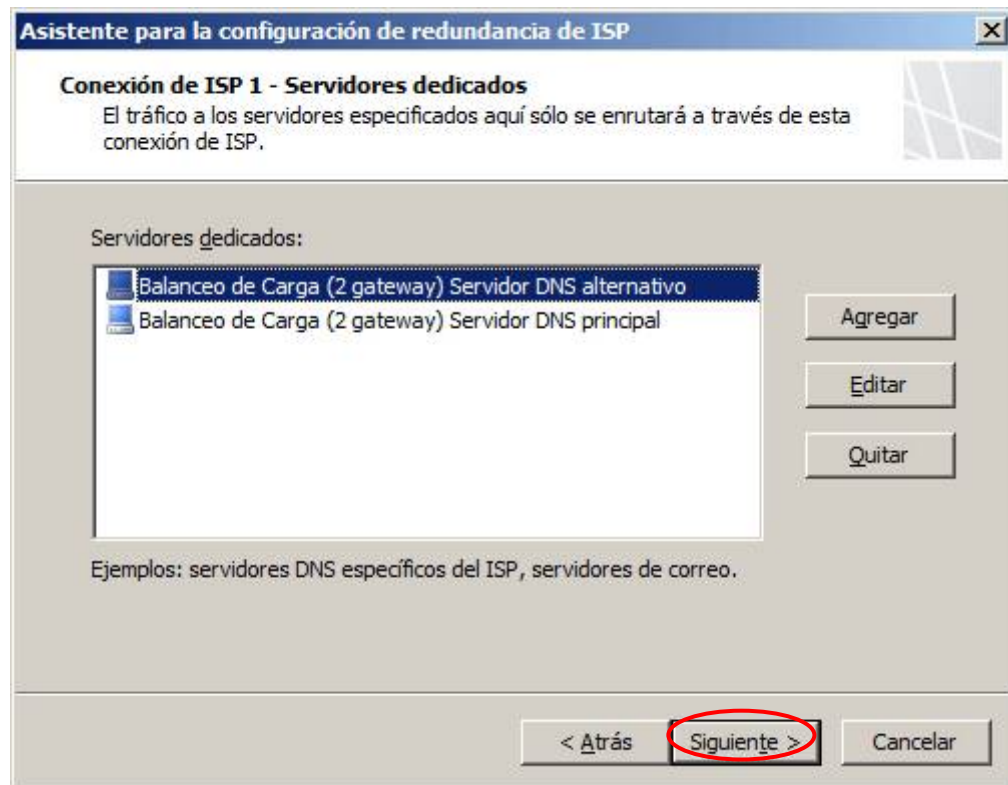 Asistente para la configuración de redundancia de ISP
Conexión de ISP 1 - Servidores dedicados
El tráfico a los servidores especificados aquí sólo se enrutará a través de esta
conexión de ISP.
Servidores dedicados:
Balanceo de Carga (2 gateway) Servidor DNS alternativo
Balanceo de Carga (2 gateway) Servidor DNS principal
Agregar
Editar
Quitar
Ejemplos: servidores DNS específicos del ISP, servidores de correo.
< Atrás
Siguiente >
Cancelar